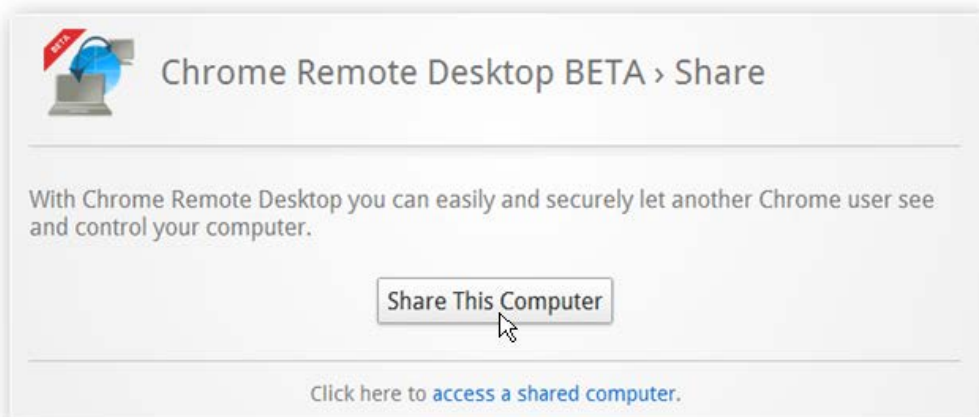 BETA
Chrome Remote Desktop BETA › Share
With Chrome Remote Desktop you can easily and securely let another Chrome user see
and control your computer.
Share This Computer
Click here to access a shared computer.